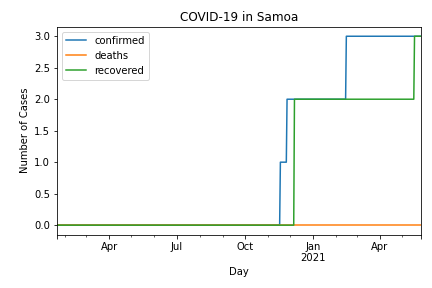 COVID-19 in Samoa
confirmed
deaths
recovered
Number of Cases
3.0
2.5
2.0
1.5
1.0
0.5
0.0
Apr Jul Oct Jan Apr
2021
Day